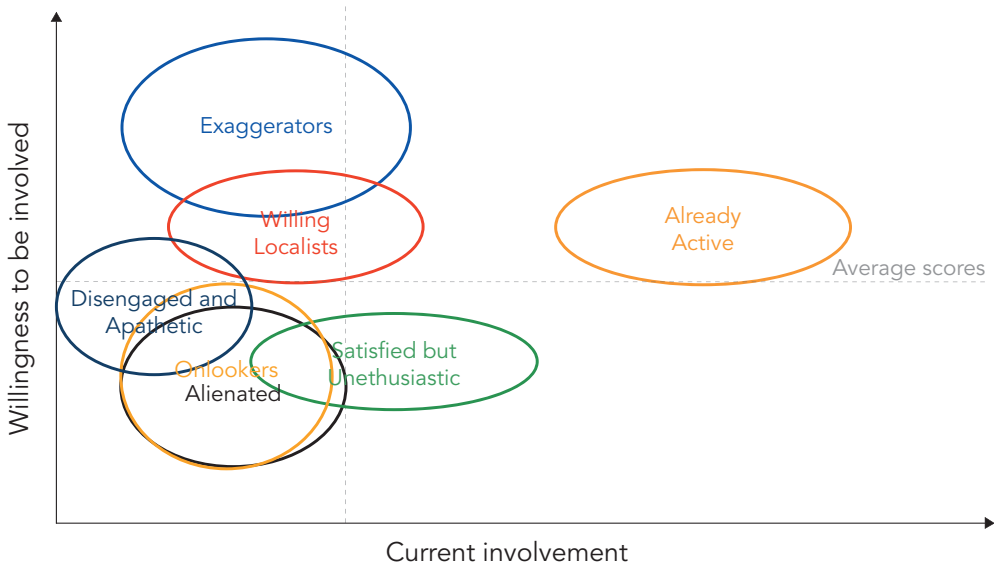 Willingness to be involved
Exaggerators
Willing
Localists
Already
Active
Average scores
Disengaged and
Apathetic
Onlookers
Alienated
Satisfied but
Unethusiastic
Current involvement